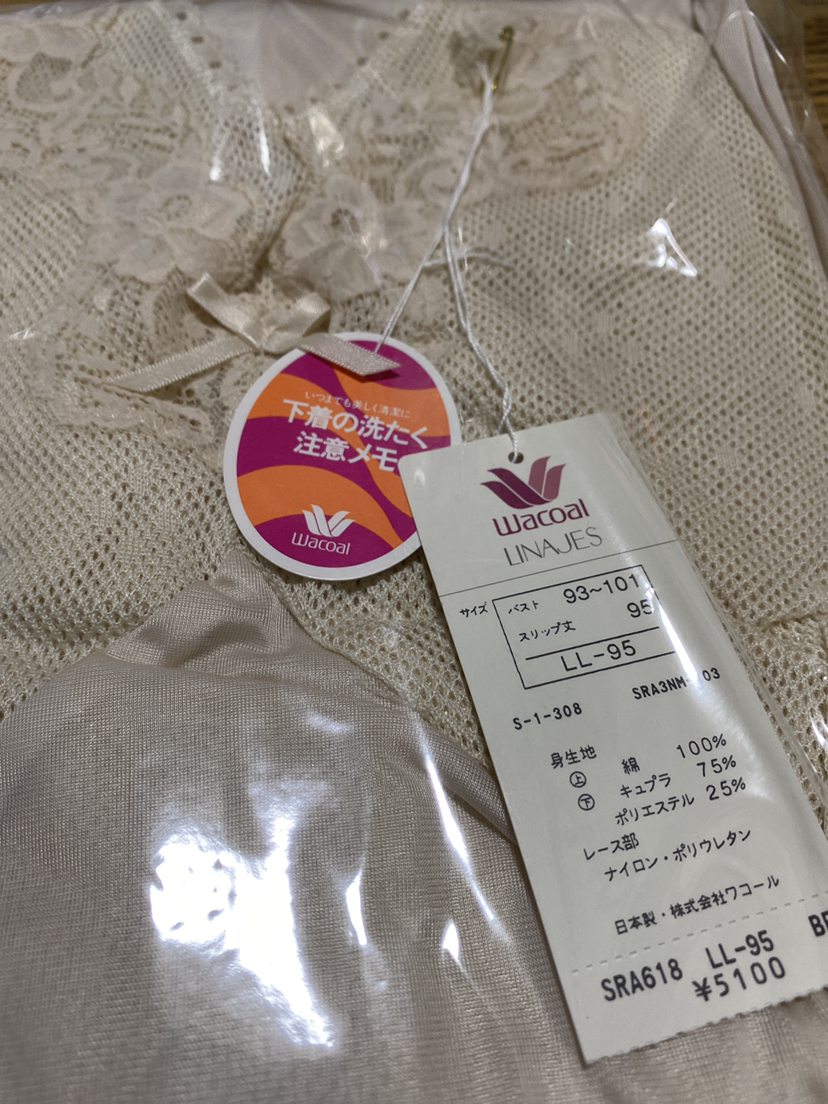 いつまでも美しく清潔に
下着の洗たく
注意メモ
Wacoal
Wacoal
LINAJES
サイズ
バスト 93~101
スリップ丈 95
LL-95
S-1-308
身生地
㊤ 綿 100%
㊦ キュプラ 75%
ポリエステル 25%
レース部
ナイロン・ポリウレタン
日本製・株式会社ワコール
SRA618 LL-95
¥5100